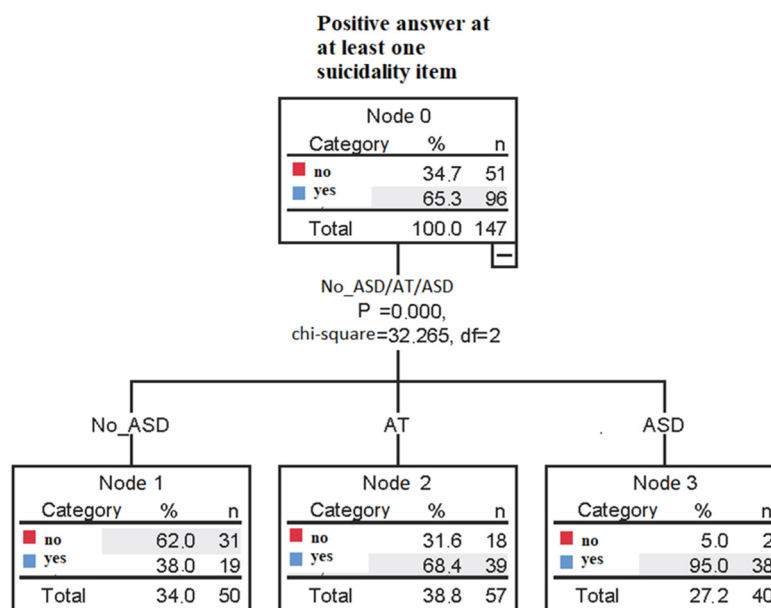 Positive answer at
at least one
suicidality item
Node 0
Category % n
no 34.7 51
yes 65.3 96
Total 100.0 147
No_ASD/AT/ASD
P =0.000,
chi-square=32.265, df=2
No_ASD AT ASD
Node 1
Category % n
no 62.0 31
yes 38.0 19
Total 34.0 50
Node 2
Category % n
no 31.6 18
yes 68.4 39
Total 38.8 57
Node 3
Category % n
no 5.0 2
yes 95.0 38
Total 27.2 40